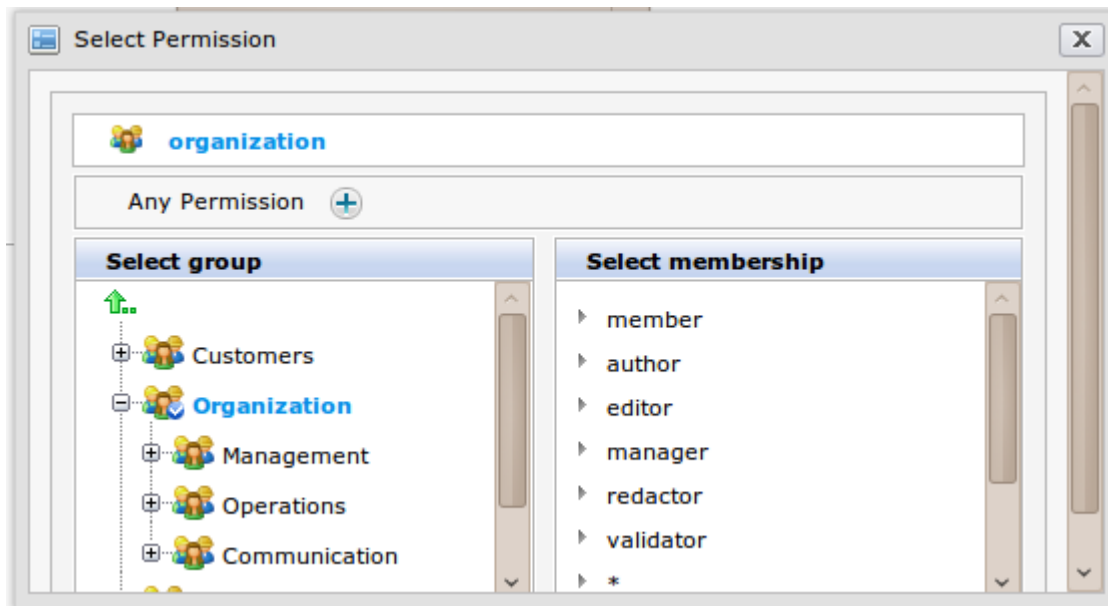 Select Permission
organization
Any Permission
Select group
Customers
Organization
Management
Operations
Communication
Select membership
member
author
editor
manager
redactor
validator
*